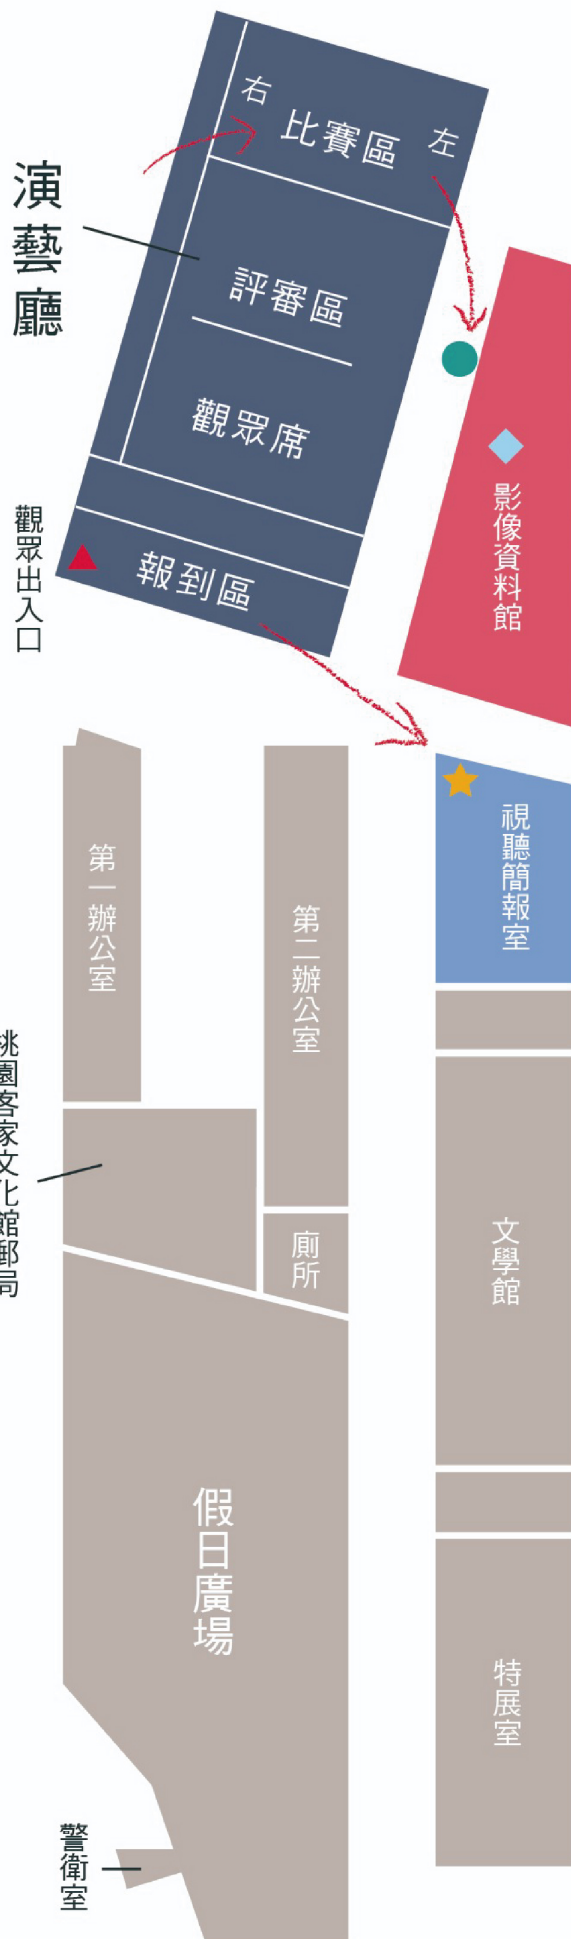 右
比賽區
左
演藝廳
評審區
觀眾席
影像資料館
觀眾出入口
報到區
視聽簡報室
第一辦公室
第二辦公室
桃園客家文化館郵局
文學館
廁所
假日廣場
特展室
警衛室